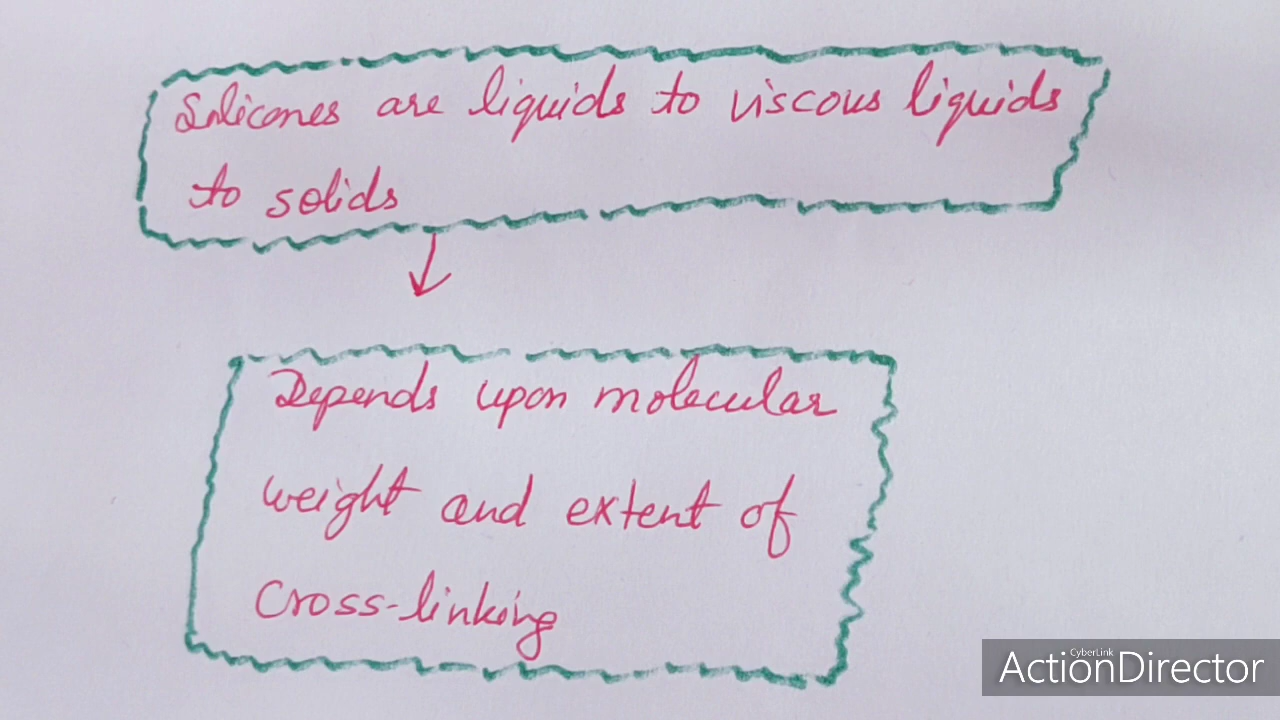 Silicones are liquids to viscous liquids
to solids
Depends upon molecular
weight and extent of
Cross-linking
CyberLink
ActionDirector